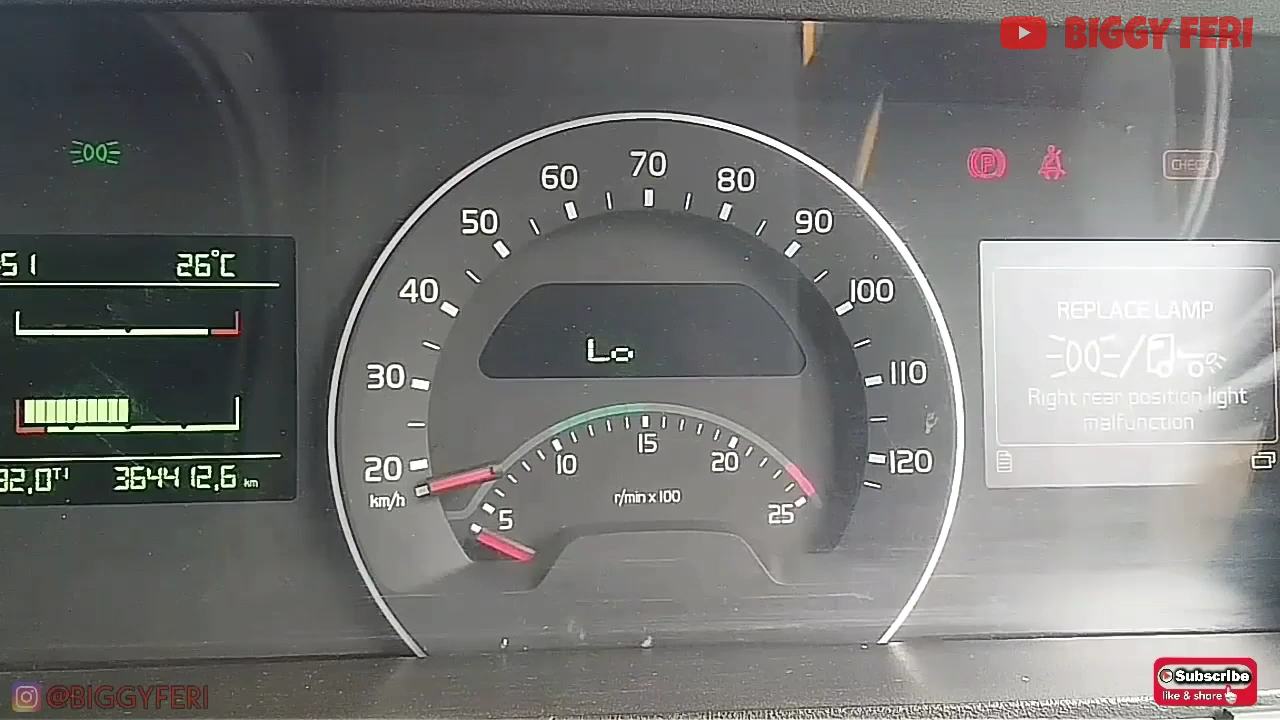 BIGGY FERI
CHECK
51
26°C
60
70
80
50
90
40
100
30
110
20
120
km/h
Lo
5
10
15
20
25
r/min x 100
364412,6 km
REPLACE LAMP
Right rear position light
malfunction
@BIGGYFERI
Subscribe
like & share